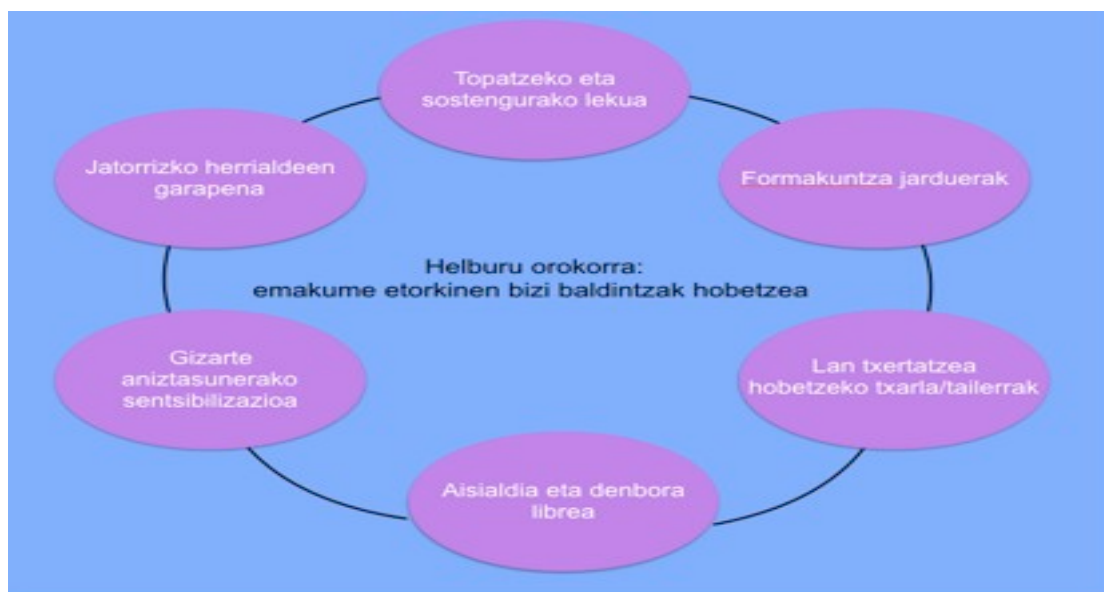 Topatzeko eta
sostengurako lekua
Jatorrizko herrialdeen
garapena
Formakuntza jarduerak
Helburu orokorra:
emakume etorkinen bizi baldintzak hobetzea
Gizarte
aniztasunerako
sentsibilizazioa
Lan txertatzea
hobetzeko txarla/tailerrak
Aisialdia eta denbora
librea